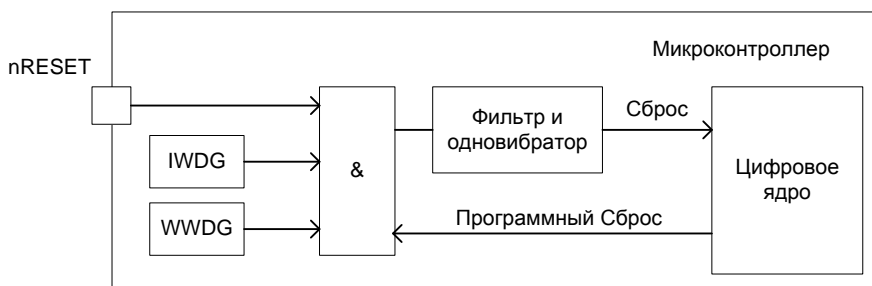 Микроконтроллер
nRESET
Фильтр и
одновибратор
Сброс
IWDG
&
Цифровое
ядро
WWDG
Программный Сброс